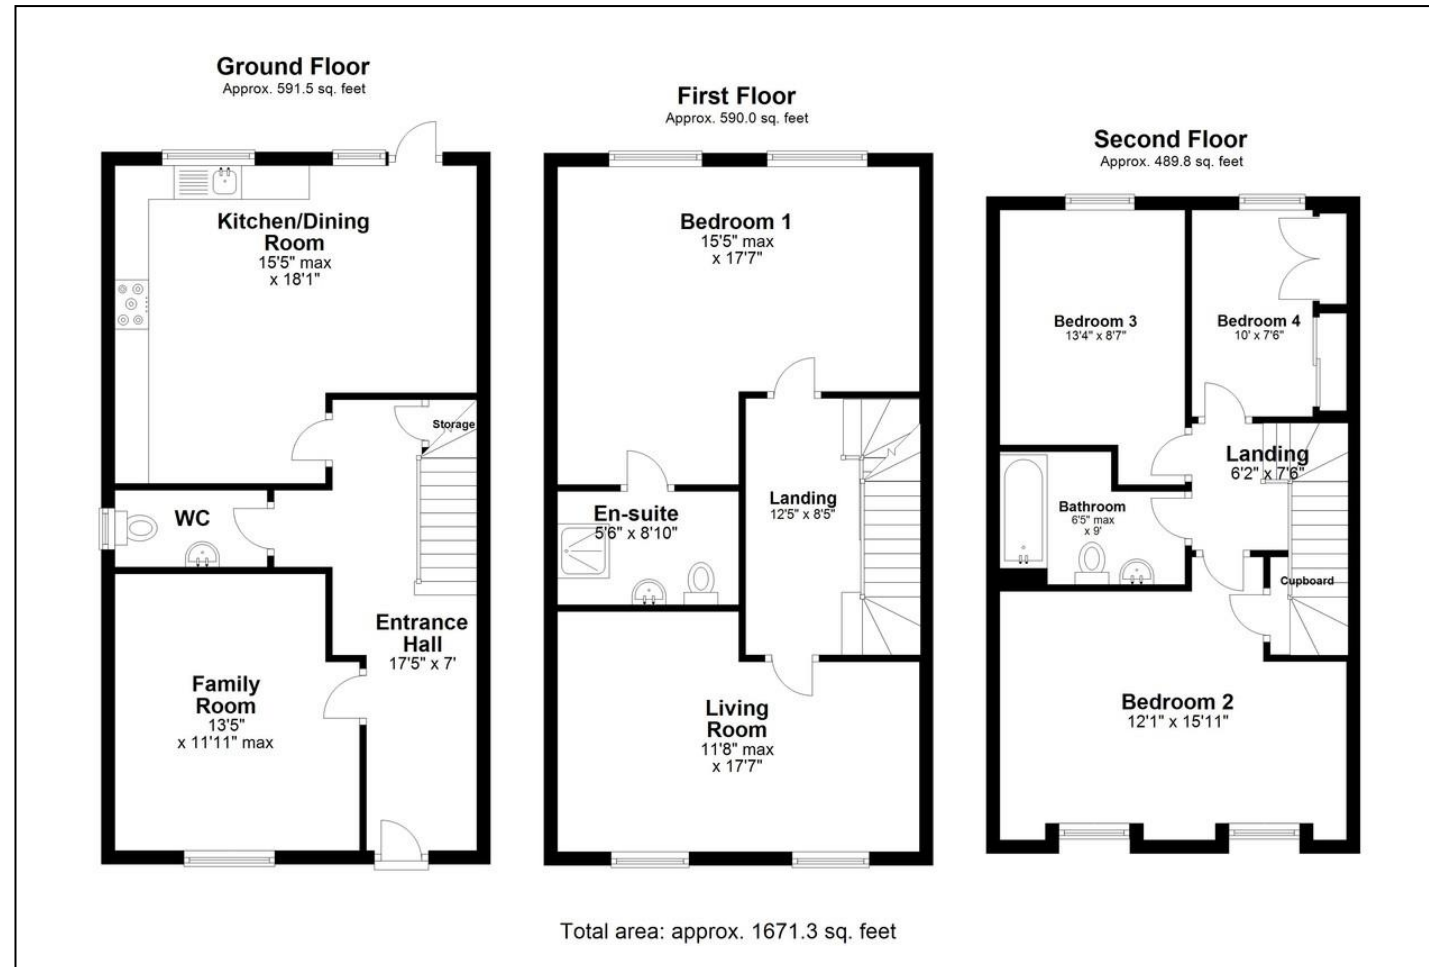 Ground Floor
Approx. 591.5 sq. feet
Kitchen/Dining
Room
15'5" max
x 18'1"
Storage
WC
Entrance
Hall
17'5" x 7'
Family
Room
13'5"
x 11'11" max
First Floor
Approx. 590.0 sq. feet
Bedroom 1
15'5" max
x 17'7"
En-suite
5'6" x 8'10"
Landing
12'5" x 8'5"
Living
Room
11'8" max
x 17'7"
Second Floor
Approx. 489.8 sq. feet
Bedroom 3
13'4" x 8'7"
Bedroom 4
10' x 7'6"
Landing
6'2" x 7'6"
Bathroom
6'5" max
x 9'
Cupboard
Bedroom 2
12'1" x 15'11"
Total area: approx. 1671.3 sq. feet